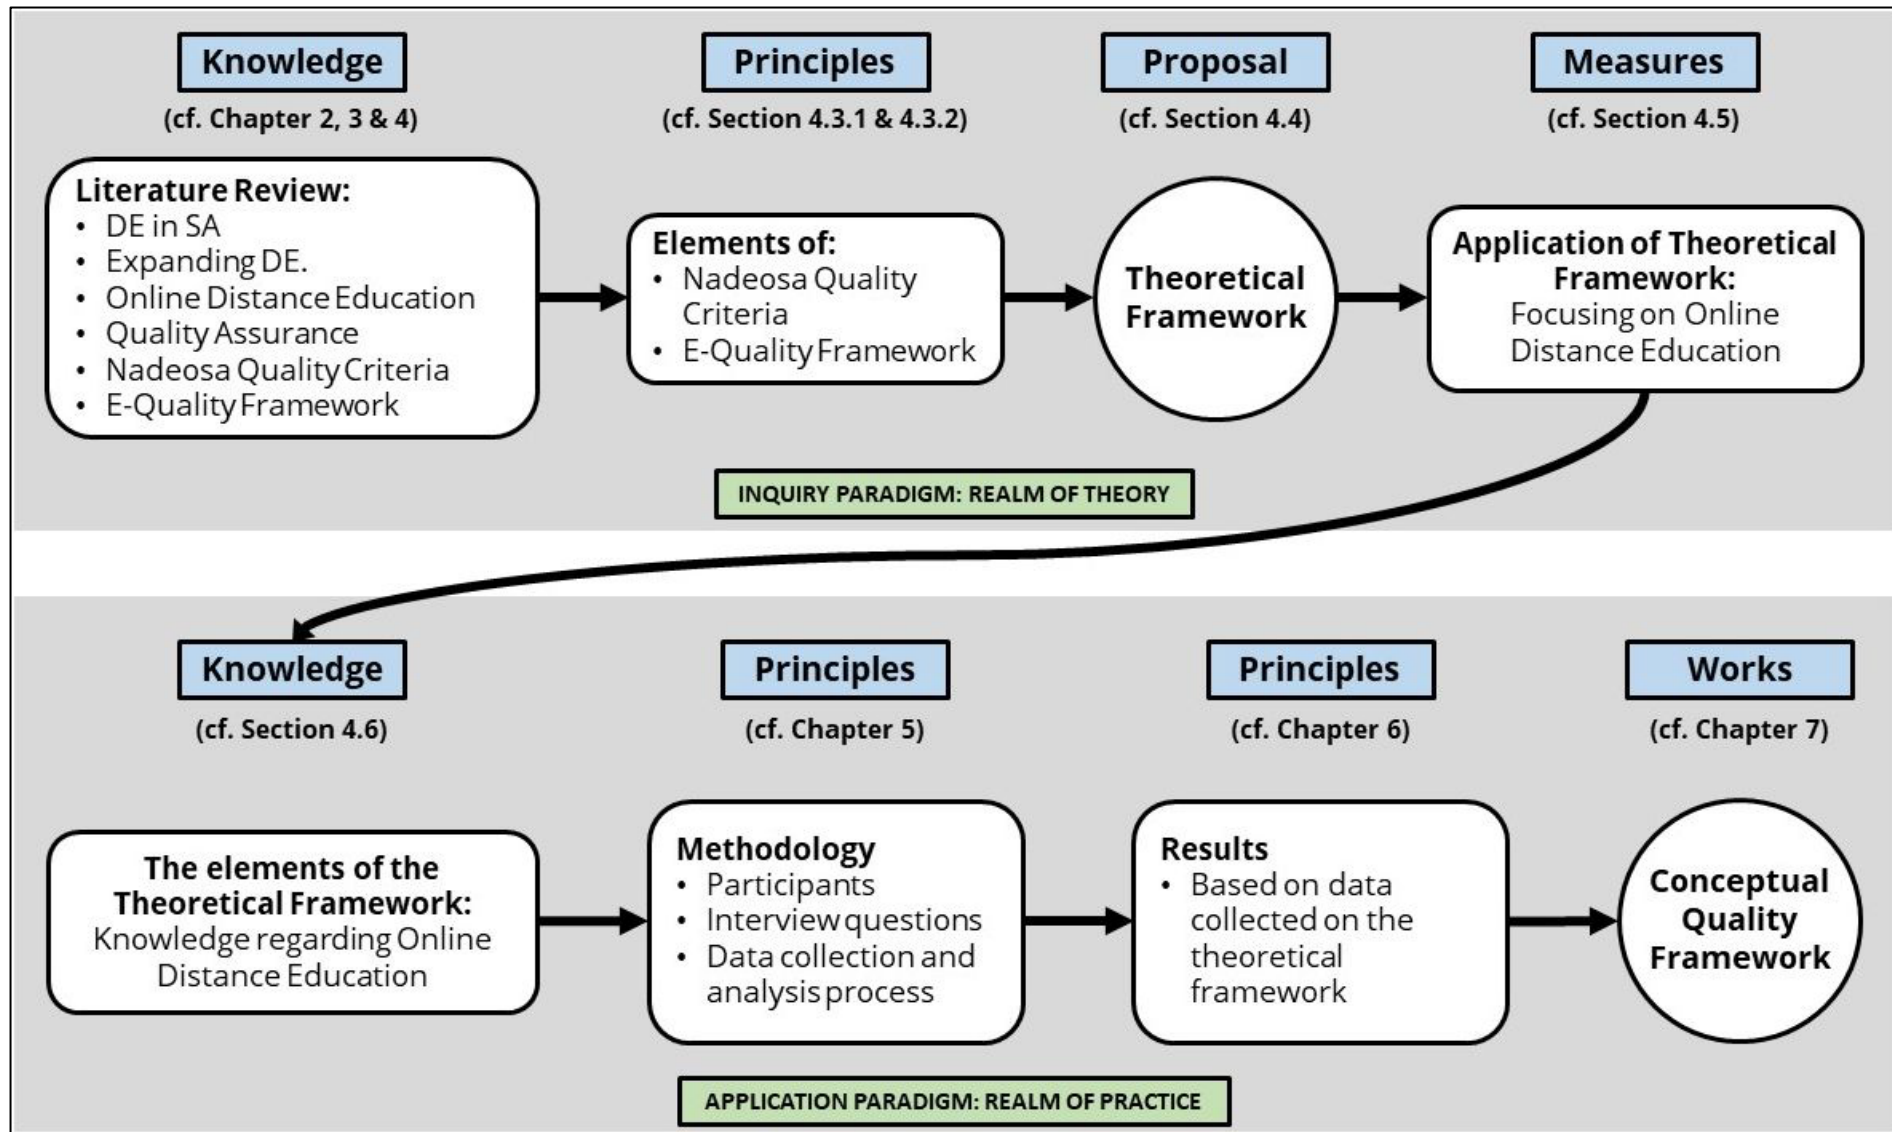 Knowledge
(cf. Chapter 2, 3 & 4)
Literature Review:
• DE in SA
• Expanding DE.
• Online Distance Education
• Quality Assurance
• Nadeosa Quality Criteria
• E-Quality Framework
Principles
(cf. Section 4.3.1 & 4.3.2)
Elements of:
• Nadeosa Quality
Criteria
• E-Quality Framework
Proposal
(cf. Section 4.4)
Theoretical
Framework
Measures
(cf. Section 4.5)
Application of Theoretical
Framework:
Focusing on Online
Distance Education
INQUIRY PARADIGM: REALM OF THEORY
Knowledge
(cf. Section 4.6)
The elements of the
Theoretical Framework:
Knowledge regarding Online
Distance Education
Principles
(cf. Chapter 5)
Methodology
• Participants
• Interview questions
• Data collection and
analysis process
Principles
(cf. Chapter 6)
Results
• Based on data
collected on the
theoretical
framework
Works
(cf. Chapter 7)
Conceptual
Quality
Framework
APPLICATION PARADIGM: REALM OF PRACTICE